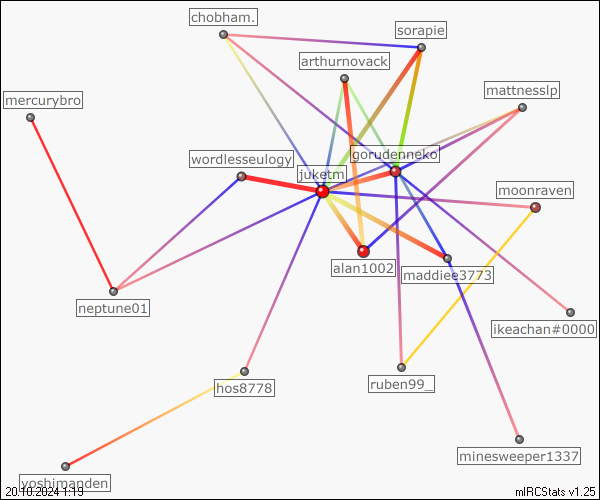 chobham.
sorapie
arthurnovack
mattnesslp
mercurybro
wordlesseulogy
gorudenneko
juketm
moonraven
alan1002
maddiee3773
neptune01
ikeachan#0000
hos8778
ruben99_
minesweeper1337
yoshimanden
20.10.2024 1:19
mIRCStats v1.25